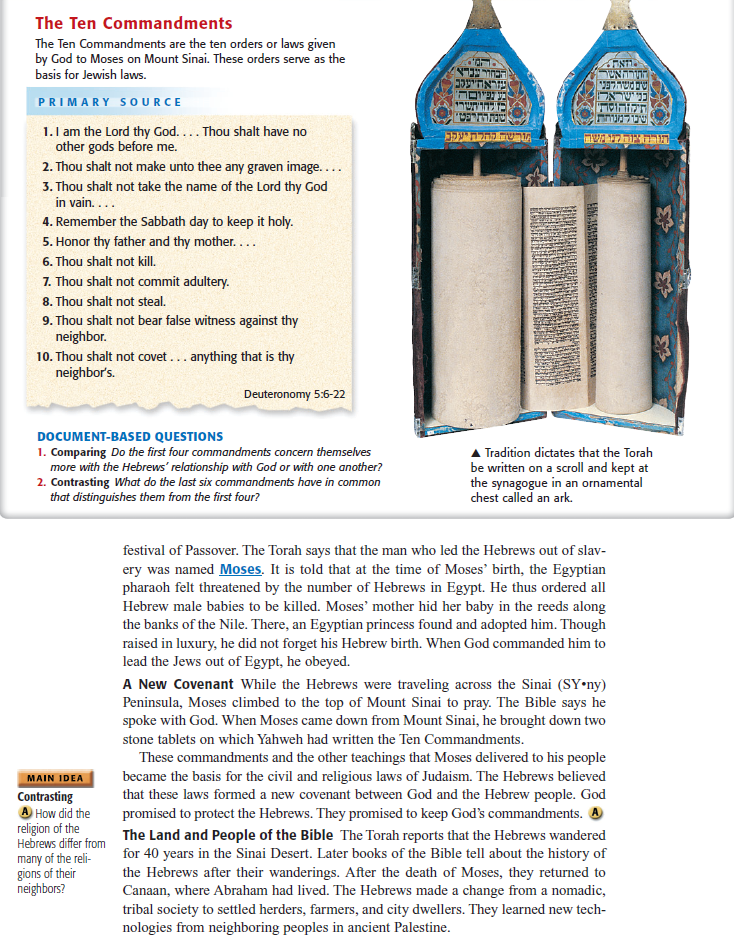 The Ten Commandments
The Ten Commandments are the ten orders or laws given
by God to Moses on Mount Sinai. These orders serve as the
basis for Jewish laws.
PRIMARY SOURCE
1. I am the Lord thy God. . . . Thou shalt have no
other gods before me.
2. Thou shalt not make unto thee any graven image. . . .
3. Thou shalt not take the name of the Lord thy God
in vain. . . .
4. Remember the Sabbath day to keep it holy.
5. Honor thy father and thy mother. . . .
6. Thou shalt not kill.
7. Thou shalt not commit adultery.
8. Thou shalt not steal.
9. Thou shalt not bear false witness against thy
neighbor.
10. Thou shalt not covet . . . anything that is thy
neighbor's.
Deuteronomy 5:6-22
DOCUMENT-BASED QUESTIONS
1. Comparing Do the first four commandments concern themselves
more with the Hebrews' relationship with God or with one another?
2. Contrasting What do the last six commandments have in common
that distinguishes them from the first four?
תורה צוה לנו משה
מורשה קהלת יעקב
▲ Tradition dictates that the Torah
be written on a scroll and kept at
the synagogue in an ornamental
chest called an ark.
festival of Passover. The Torah says that the man who led the Hebrews out of slav-
ery was named Moses. It is told that at the time of Moses' birth, the Egyptian
pharaoh felt threatened by the number of Hebrews in Egypt. He thus ordered all
Hebrew male babies to be killed. Moses' mother hid her baby in the reeds along
the banks of the Nile. There, an Egyptian princess found and adopted him. Though
raised in luxury, he did not forget his Hebrew birth. When God commanded him to
lead the Jews out of Egypt, he obeyed.
A New Covenant While the Hebrews were traveling across the Sinai (SY•ny)
Peninsula, Moses climbed to the top of Mount Sinai to pray. The Bible says he
spoke with God. When Moses came down from Mount Sinai, he brought down two
stone tablets on which Yahweh had written the Ten Commandments.
These commandments and the other teachings that Moses delivered to his people
became the basis for the civil and religious laws of Judaism. The Hebrews believed
that these laws formed a new covenant between God and the Hebrew people. God
promised to protect the Hebrews. They promised to keep God's commandments. A
MAIN IDEA
Contrasting
A How did the
religion of the
Hebrews differ from
many of the reli-
gions of their
neighbors?
The Land and People of the Bible The Torah reports that the Hebrews wandered
for 40 years in the Sinai Desert. Later books of the Bible tell about the history of
the Hebrews after their wanderings. After the death of Moses, they returned to
Canaan, where Abraham had lived. The Hebrews made a change from a nomadic,
tribal society to settled herders, farmers, and city dwellers. They learned new tech-
nologies from neighboring peoples in ancient Palestine.